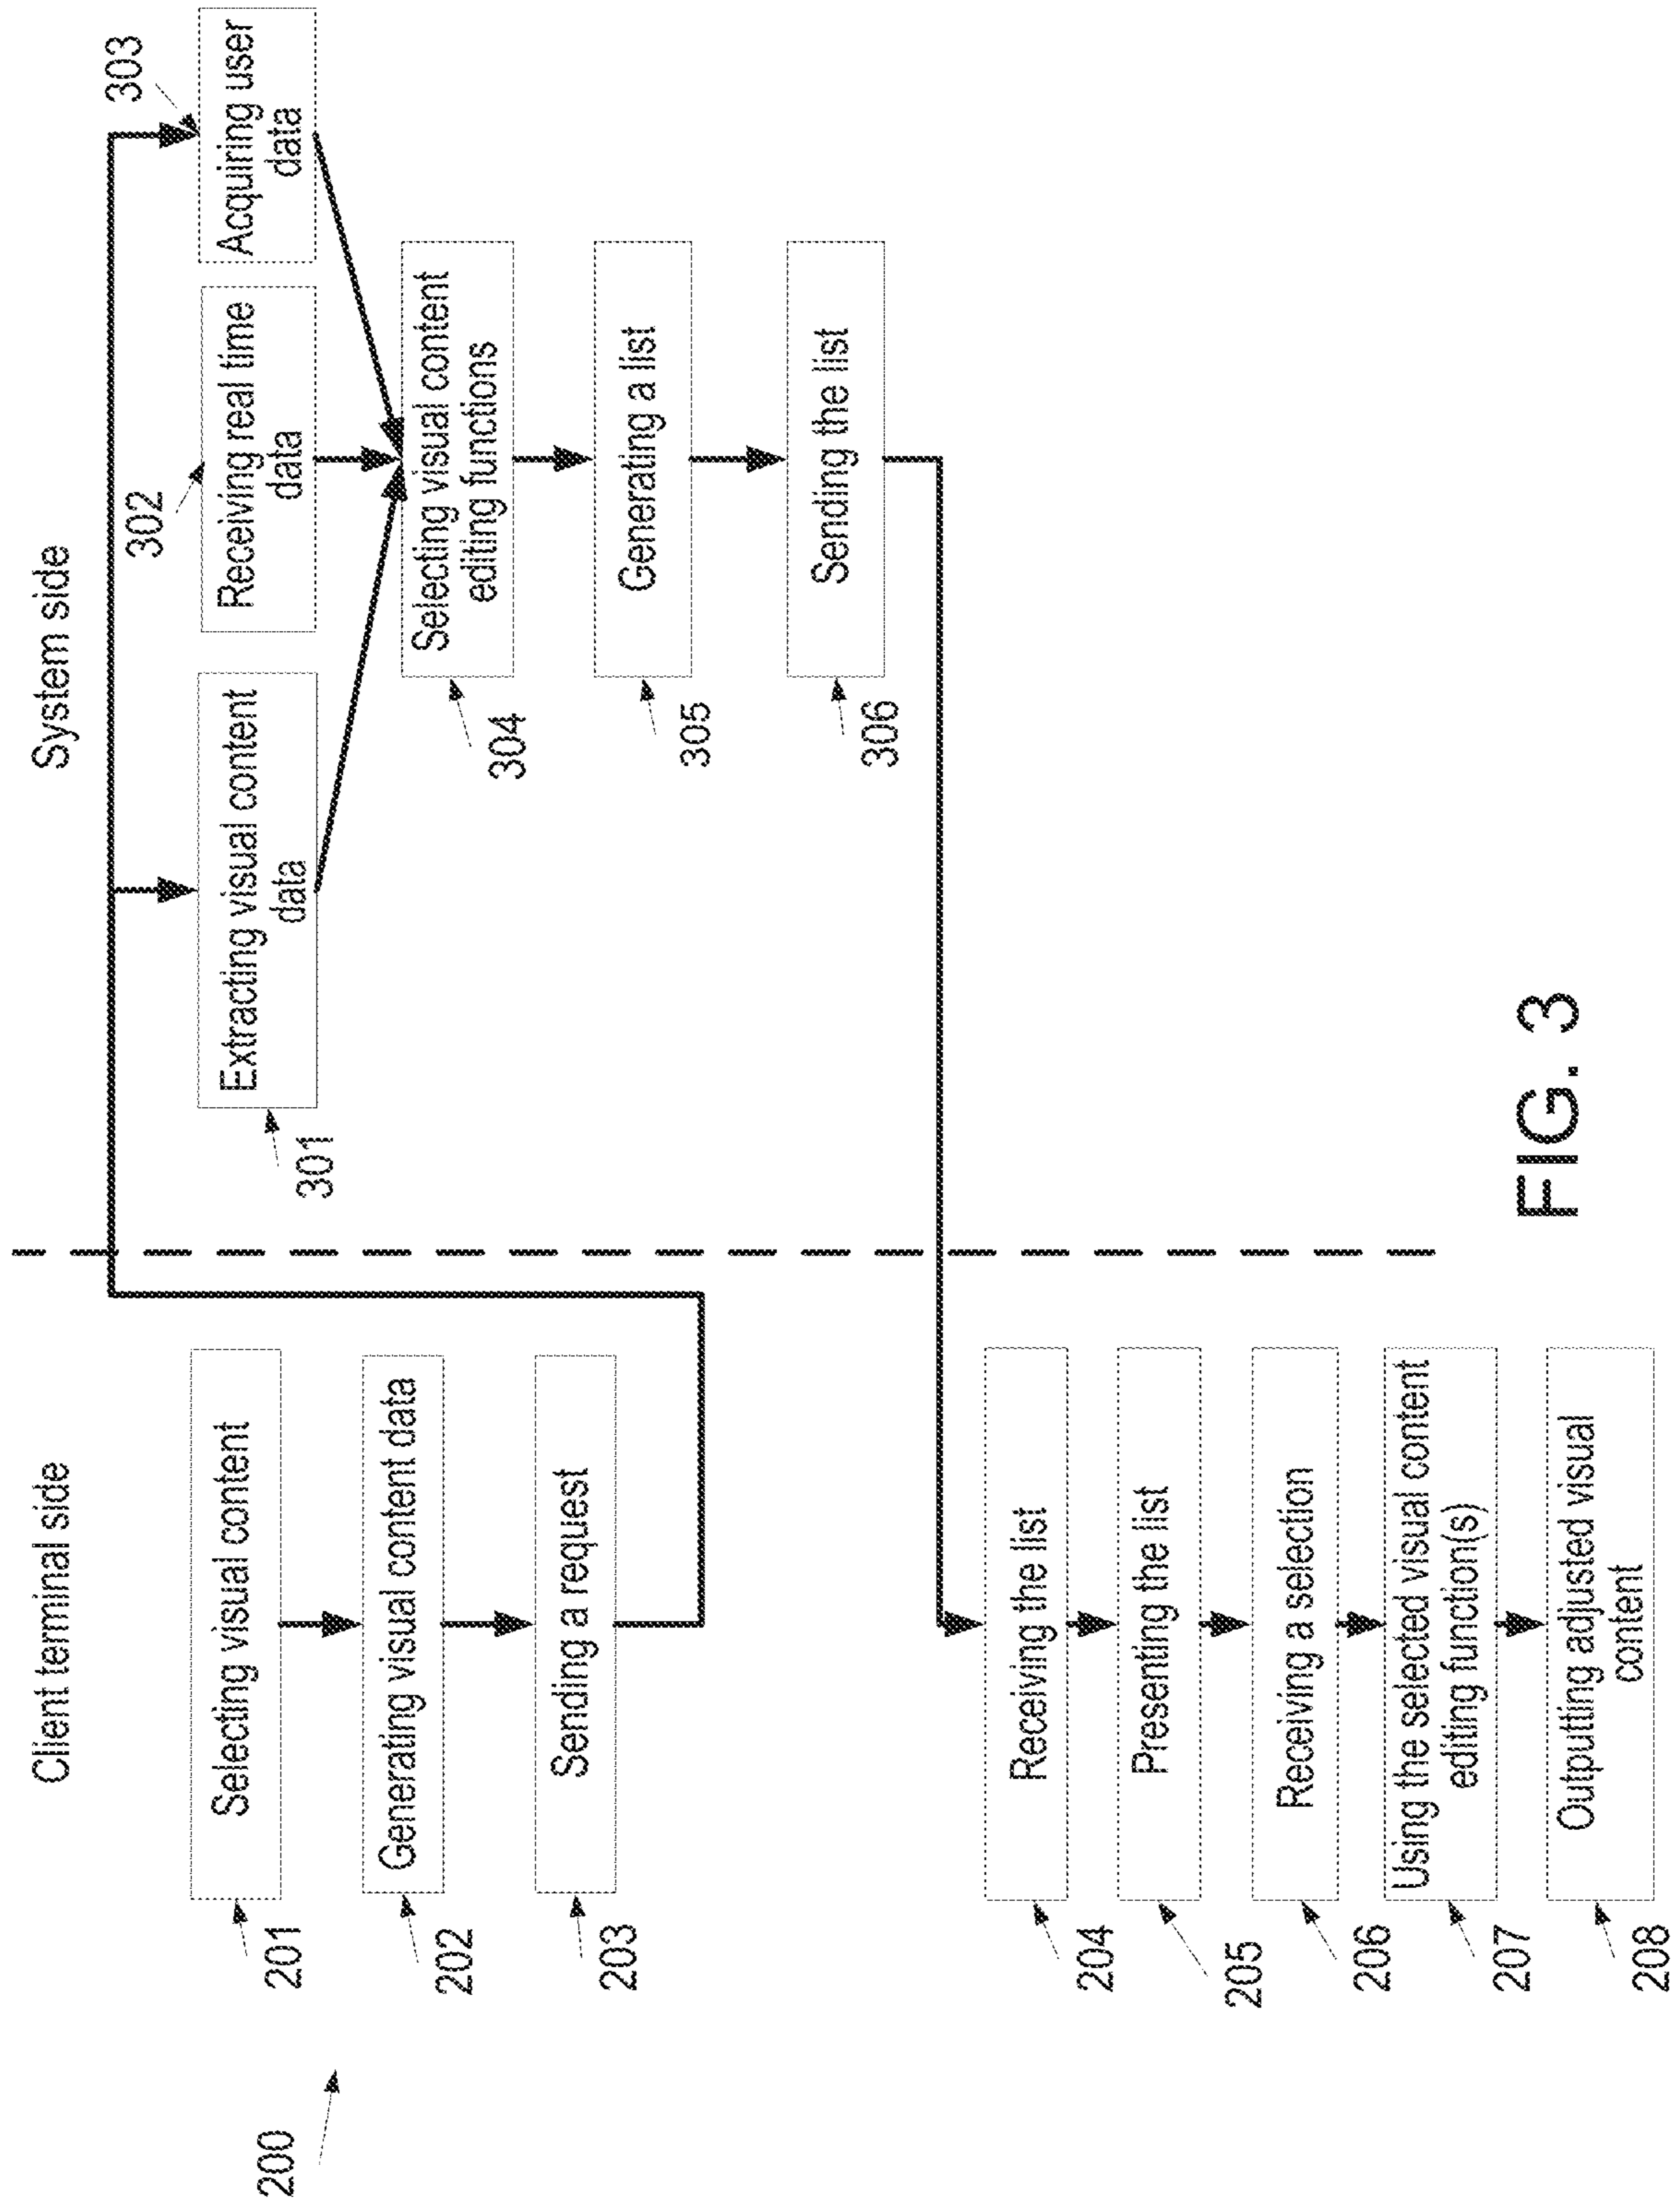 200
Client terminal side
201
Selecting visual content
202
Generating visual content data
203
Sending a request
204
Receiving the list
205
Presenting the list
206
Receiving a selection
207
Using the selected visual content
editing function(s)
208
Outputting adjusted visual
content
System side
301
Extracting visual content
data
302
Receiving real time
data
303
Acquiring user
data
304
Selecting visual content
editing functions
305
Generating a list
306
Sending the list
FIG. 3